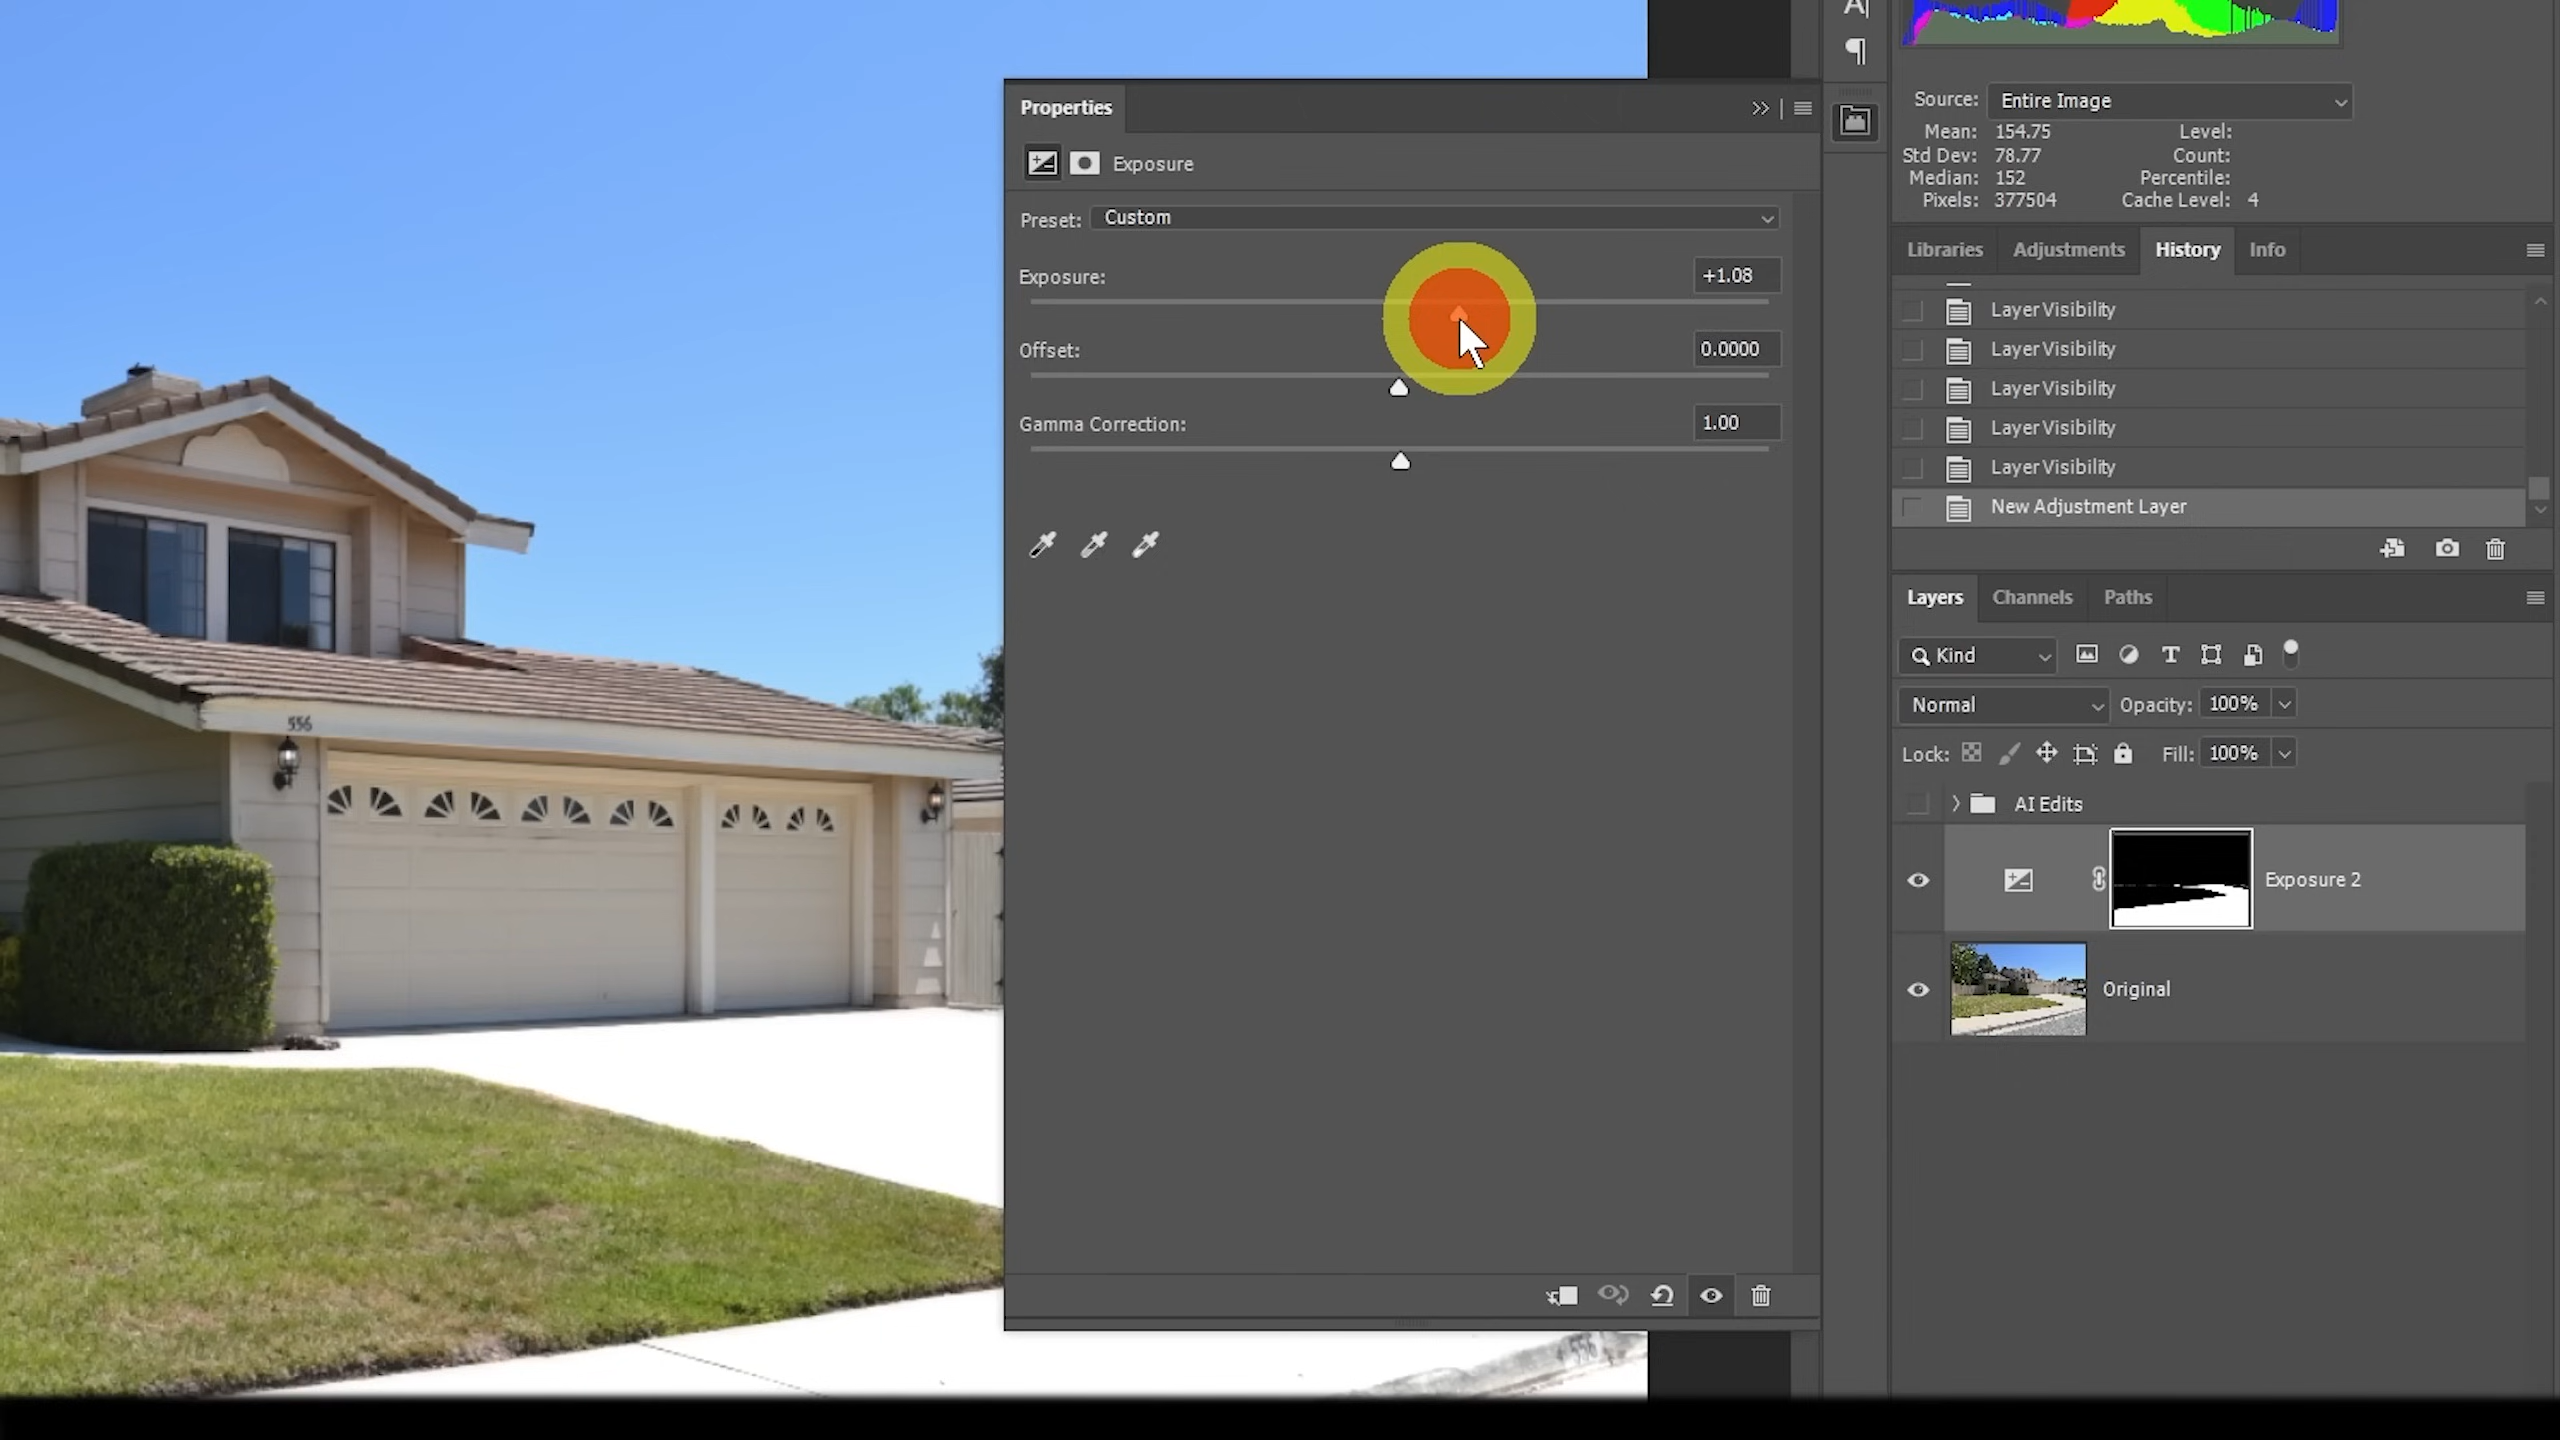 A|
Properties
Exposure
Preset: Custom
Exposure: +1.08
Offset: 0.0000
Gamma Correction: 1.00
Source: Entire Image
Mean: 154.75 Level:
Std Dev: 78.77 Count:
Median: 152 Percentile:
Pixels: 377504 Cache Level: 4
Libraries Adjustments History Info
Layer Visibility
Layer Visibility
Layer Visibility
Layer Visibility
Layer Visibility
New Adjustment Layer
Layers Channels Paths
Kind
Normal Opacity: 100%
Lock: Fill: 100%
AI Edits
Exposure 2
Original
556
556